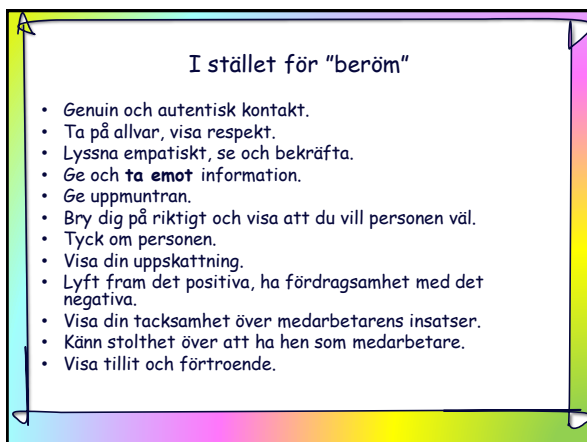 I stället för ”beröm”
• Genuin och autentisk kontakt.
• Ta på allvar, visa respekt.
• Lyssna empatiskt, se och bekräfta.
• Ge och ta emot information.
• Ge uppmuntran.
• Bry dig på riktigt och visa att du vill personen väl.
• Tyck om personen.
• Visa din uppskattning.
• Lyft fram det positiva, ha fördragsamhet med det
negativa.
• Visa din tacksamhet över medarbetarens insatser.
• Känn stolthet över att ha hen som medarbetare.
• Visa tillit och förtroende.